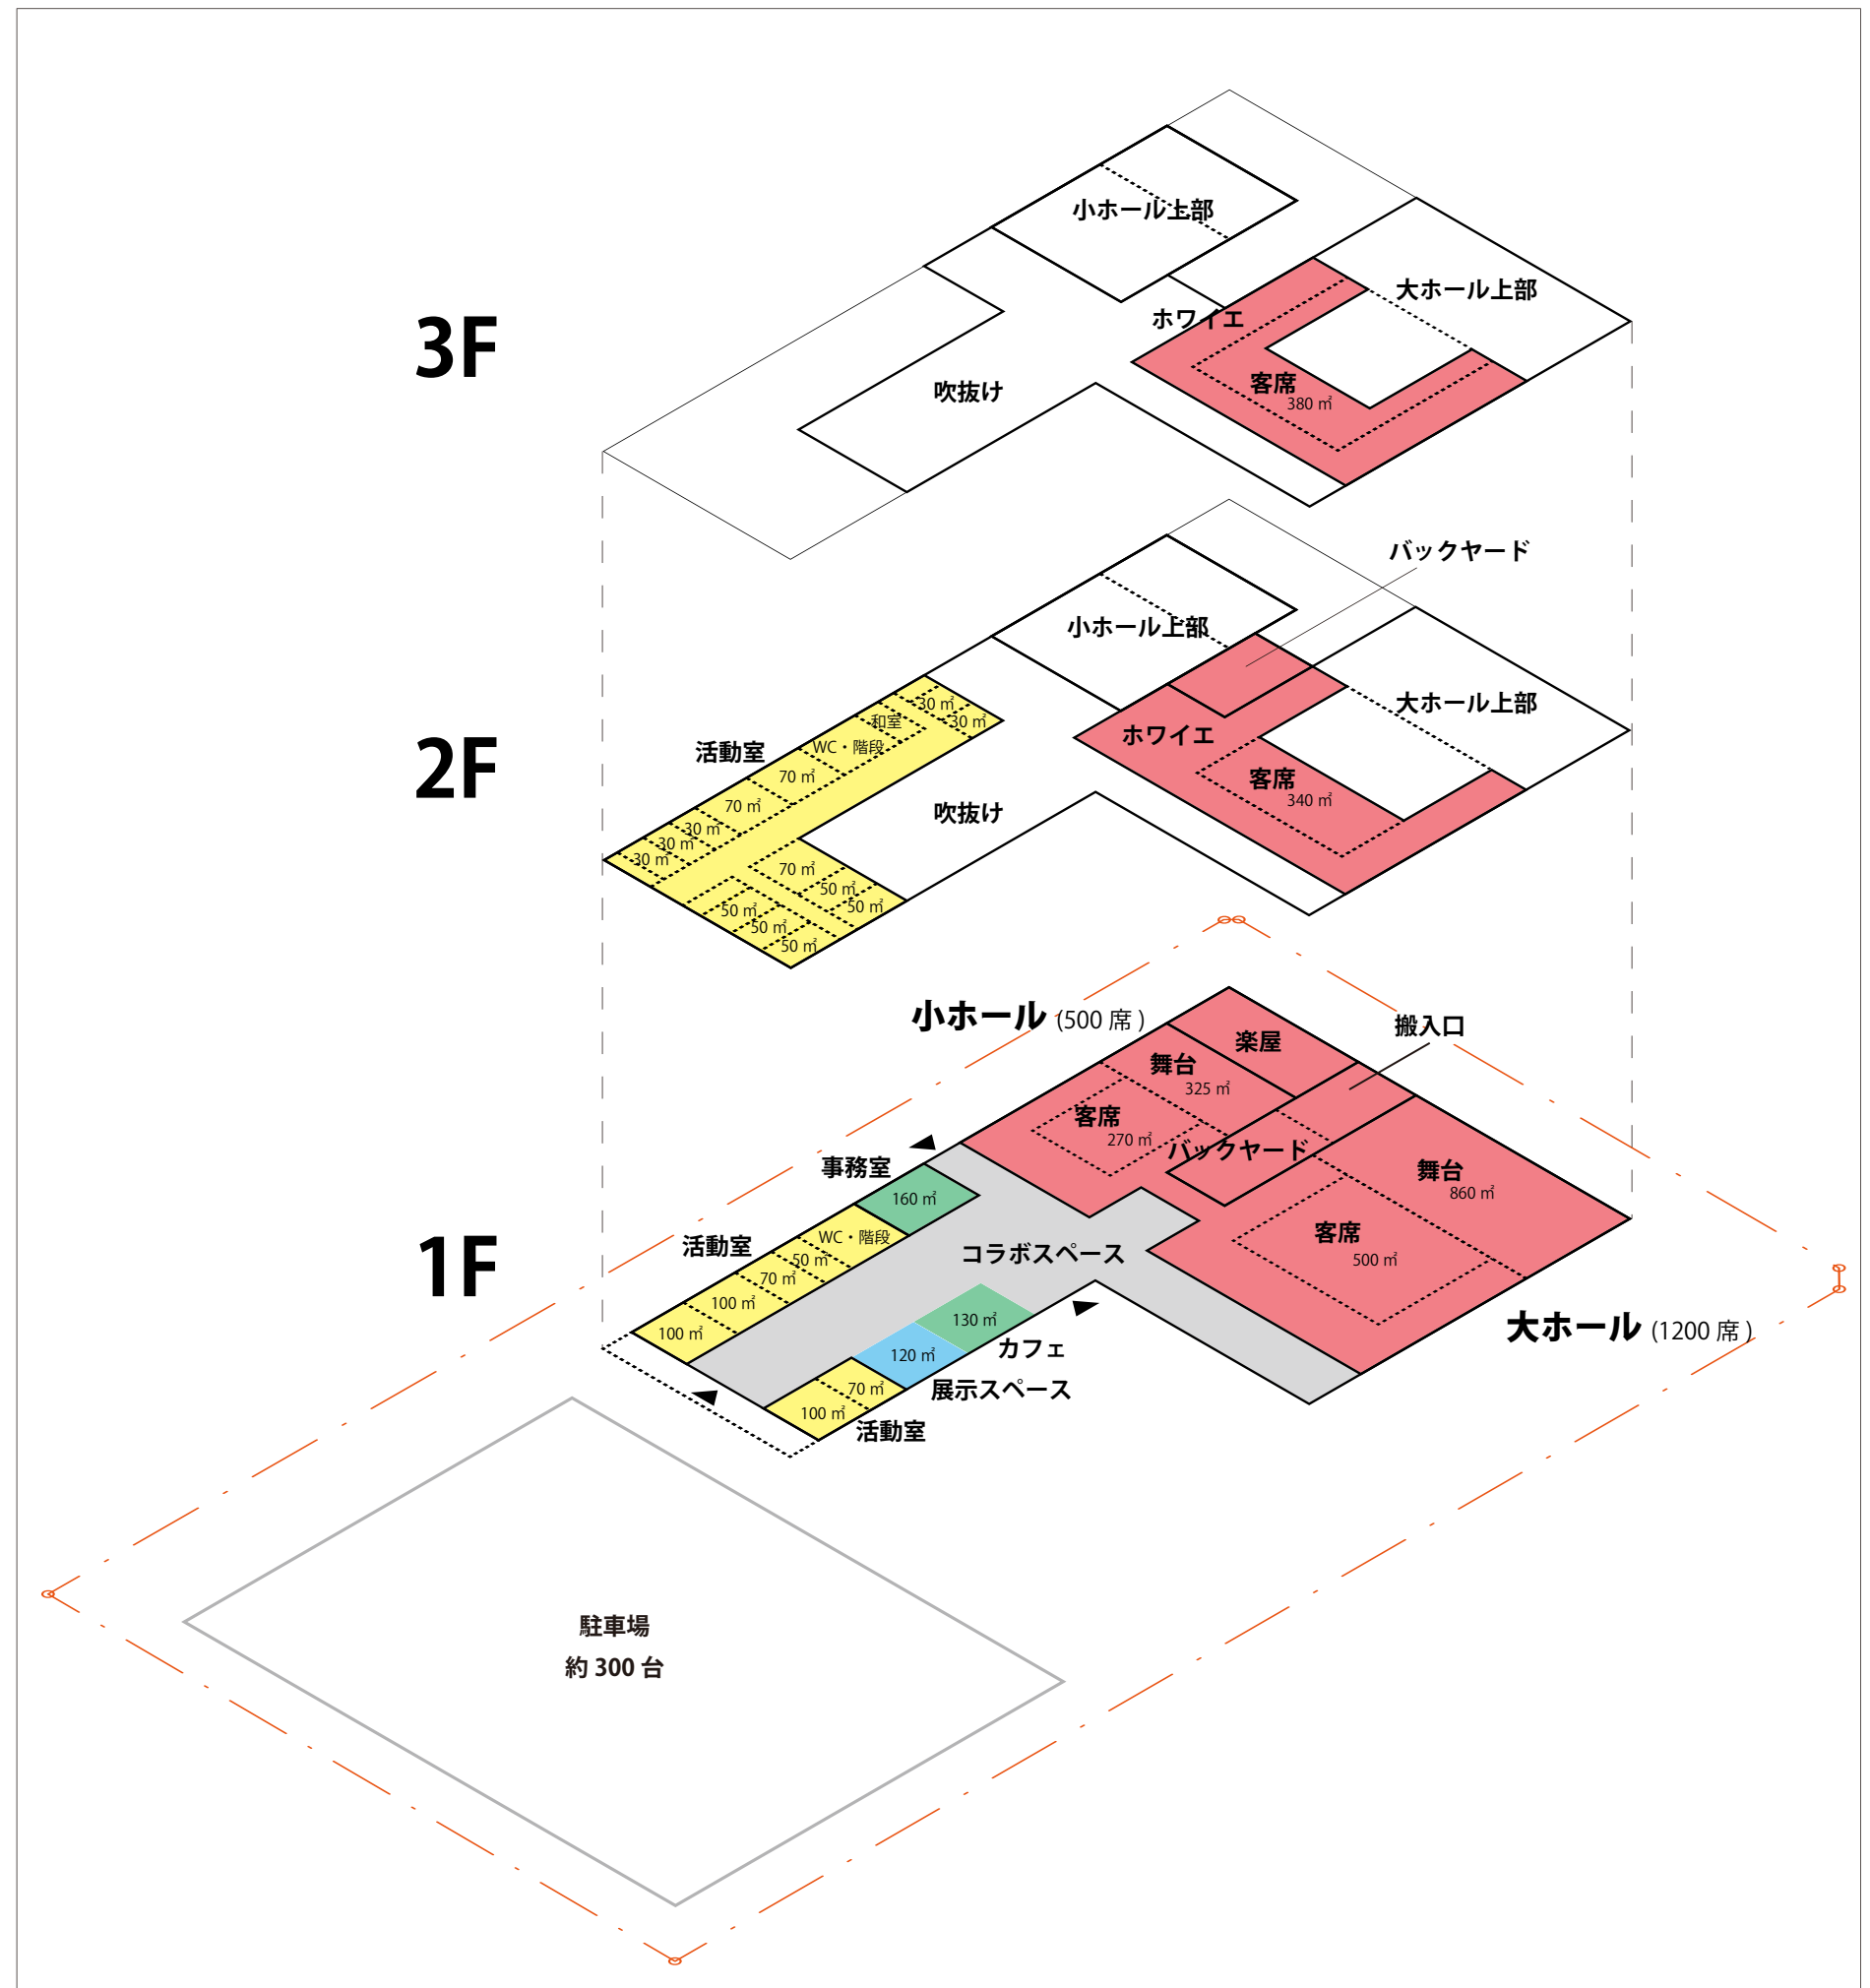 3F
小ホール上部
大ホール上部
ホワイエ
客席
380 ㎡
吹抜け
2F
バックヤード
小ホール上部
大ホール上部
ホワイエ
客席
340 ㎡
吹抜け
活動室
30 ㎡
30 ㎡
和室
WC・階段
70 ㎡
70 ㎡
30 ㎡
30 ㎡
30 ㎡
70 ㎡
50 ㎡
50 ㎡
50 ㎡
50 ㎡
50 ㎡
1F
小ホール (500 席 )
搬入口
楽屋
舞台
325 ㎡
客席
270 ㎡
バックヤード
舞台
860 ㎡
客席
500 ㎡
大ホール (1200 席 )
事務室
160 ㎡
活動室
WC・階段
50 ㎡
70 ㎡
100 ㎡
100 ㎡
コラボスペース
130 ㎡
カフェ
120 ㎡
展示スペース
70 ㎡
100 ㎡
活動室
駐車場
約 300 台